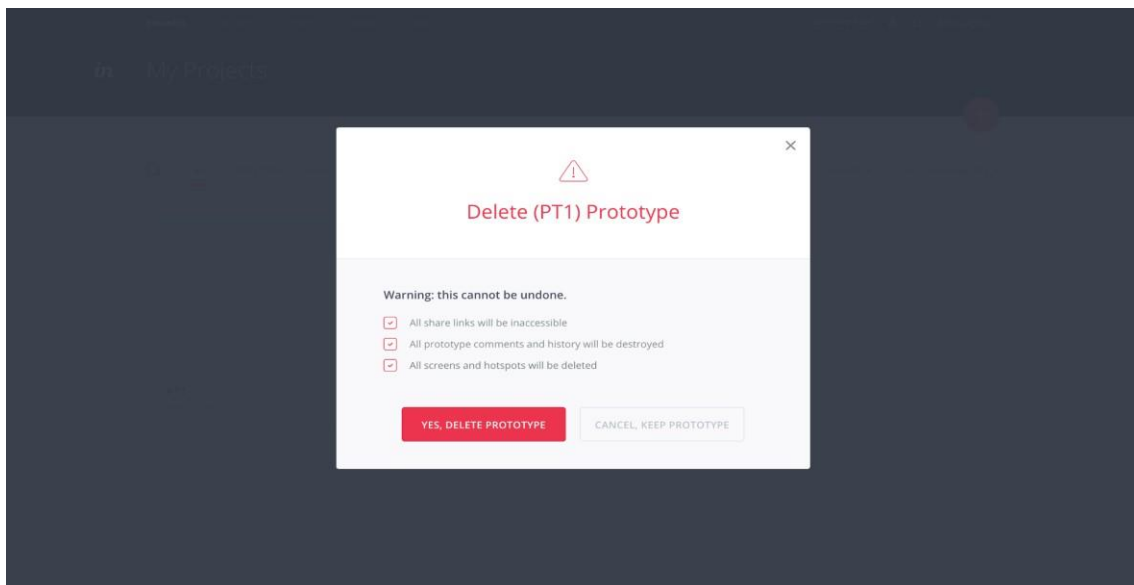 in My Projects
Delete (PT1) Prototype
Warning: this cannot be undone.
All share links will be inaccessible
All prototype comments and history will be destroyed
All screens and hotspots will be deleted
YES, DELETE PROTOTYPE
CANCEL, KEEP PROTOTYPE